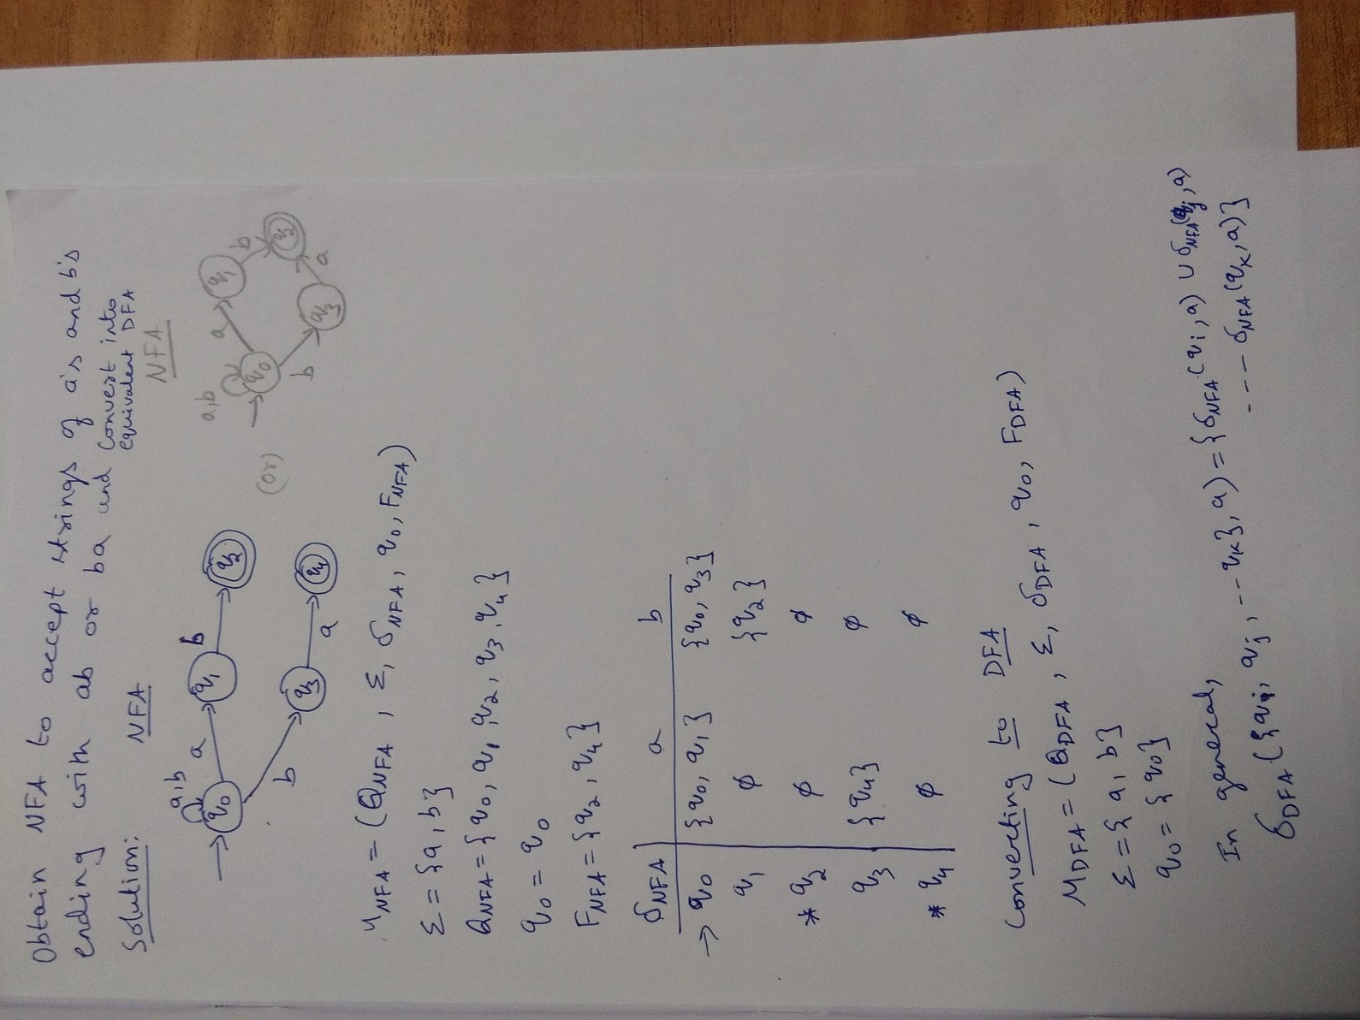 Obtain NFA to accept strings of a's and b's
ending with ab or ba and Convert into
equivalent DFA
Solution: NFA
NFA
a,b
q0
a
q1
b
q2
b
q3
a
q4
(or)
a,b
q0
a
q1
b
q2
b
q3
a
MNFA = (QNFA, Σ, δNFA, q0, FNFA)
Σ = {a, b}
QNFA = {q0, q1, q2, q3, q4}
q0 = q0
FNFA = {q2, q4}
δNFA a b
→ q0 {q0, q1} {q0, q3}
q1 φ {q2}
* q2 φ φ
q3 {q4} φ
* q4 φ φ
Converting to DFA
MDFA = (QDFA, Σ, δDFA, q0, FDFA)
Σ = {a, b}
q0 = {q0}
In general,
δDFA ({qi, qj, -- qk}, a) = {δNFA (qi, a) ∪ δNFA (qj, a)
- - - - δNFA (qk, a)}